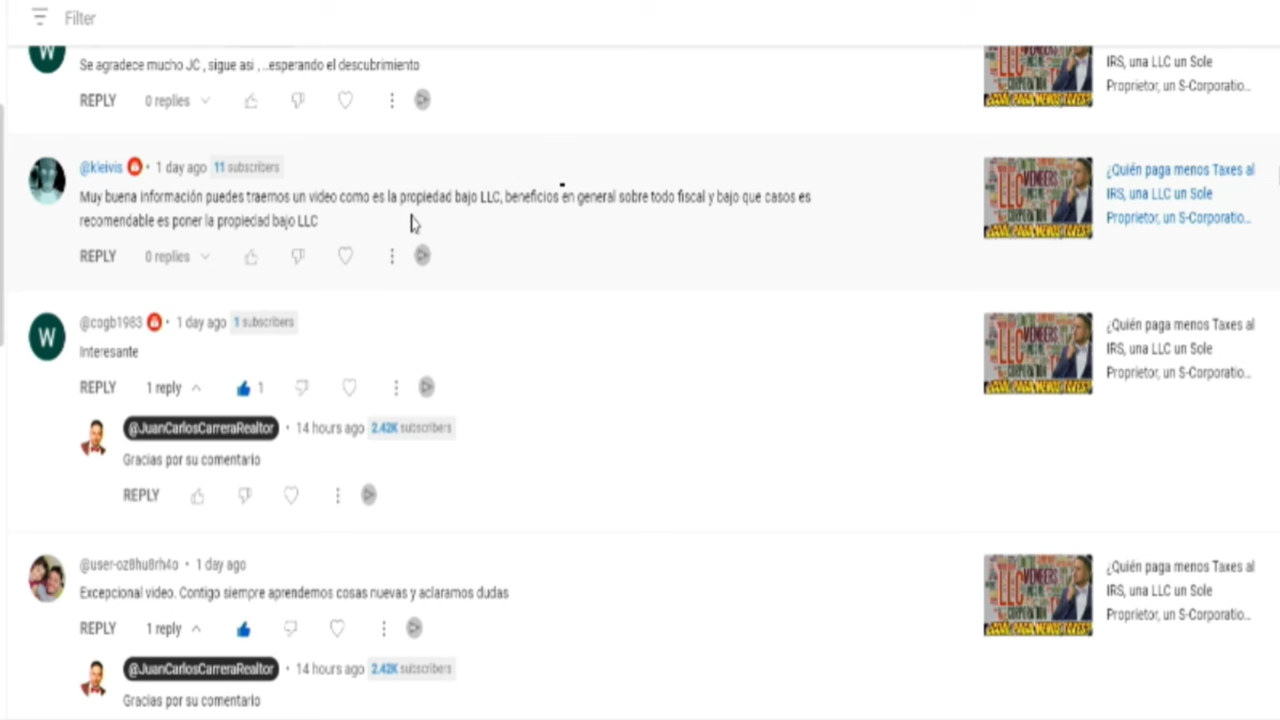 Filter
W
Se agradece mucho JC , sigue asi , ..esperando el descubrimiento
REPLY 0 replies
IRS, una LLC un Sole
Proprietor, un S-Corporatio...
@kleivis • 1 day ago 11 subscribers
Muy buena información puedes traernos un video como es la propiedad bajo LLC, beneficios en general sobre todo fiscal y bajo que casos es
recomendable es poner la propiedad bajo LLC
REPLY 0 replies
¿Quién paga menos Taxes al
IRS, una LLC un Sole
Proprietor, un S-Corporatio...
W
@cogb1983 • 1 day ago 1 subscribers
Interesante
REPLY 1 reply 1
@JuanCarlosCarreraRealtor • 14 hours ago 2.42K subscribers
Gracias por su comentario
REPLY
LLC MEMBERS
CORPORATION
¿Quién paga menos Taxes al
IRS, una LLC un Sole
Proprietor, un S-Corporatio...
@user-oz8hu8rh4o • 1 day ago
Excepcional video. Contigo siempre aprendemos cosas nuevas y aclaramos dudas
REPLY 1 reply
@JuanCarlosCarreraRealtor • 14 hours ago 2.42K subscribers
Gracias por su comentario
LLC MEMBERS
CORPORATION
¿Quién paga menos Taxes al
IRS, una LLC un Sole
Proprietor, un S-Corporatio...